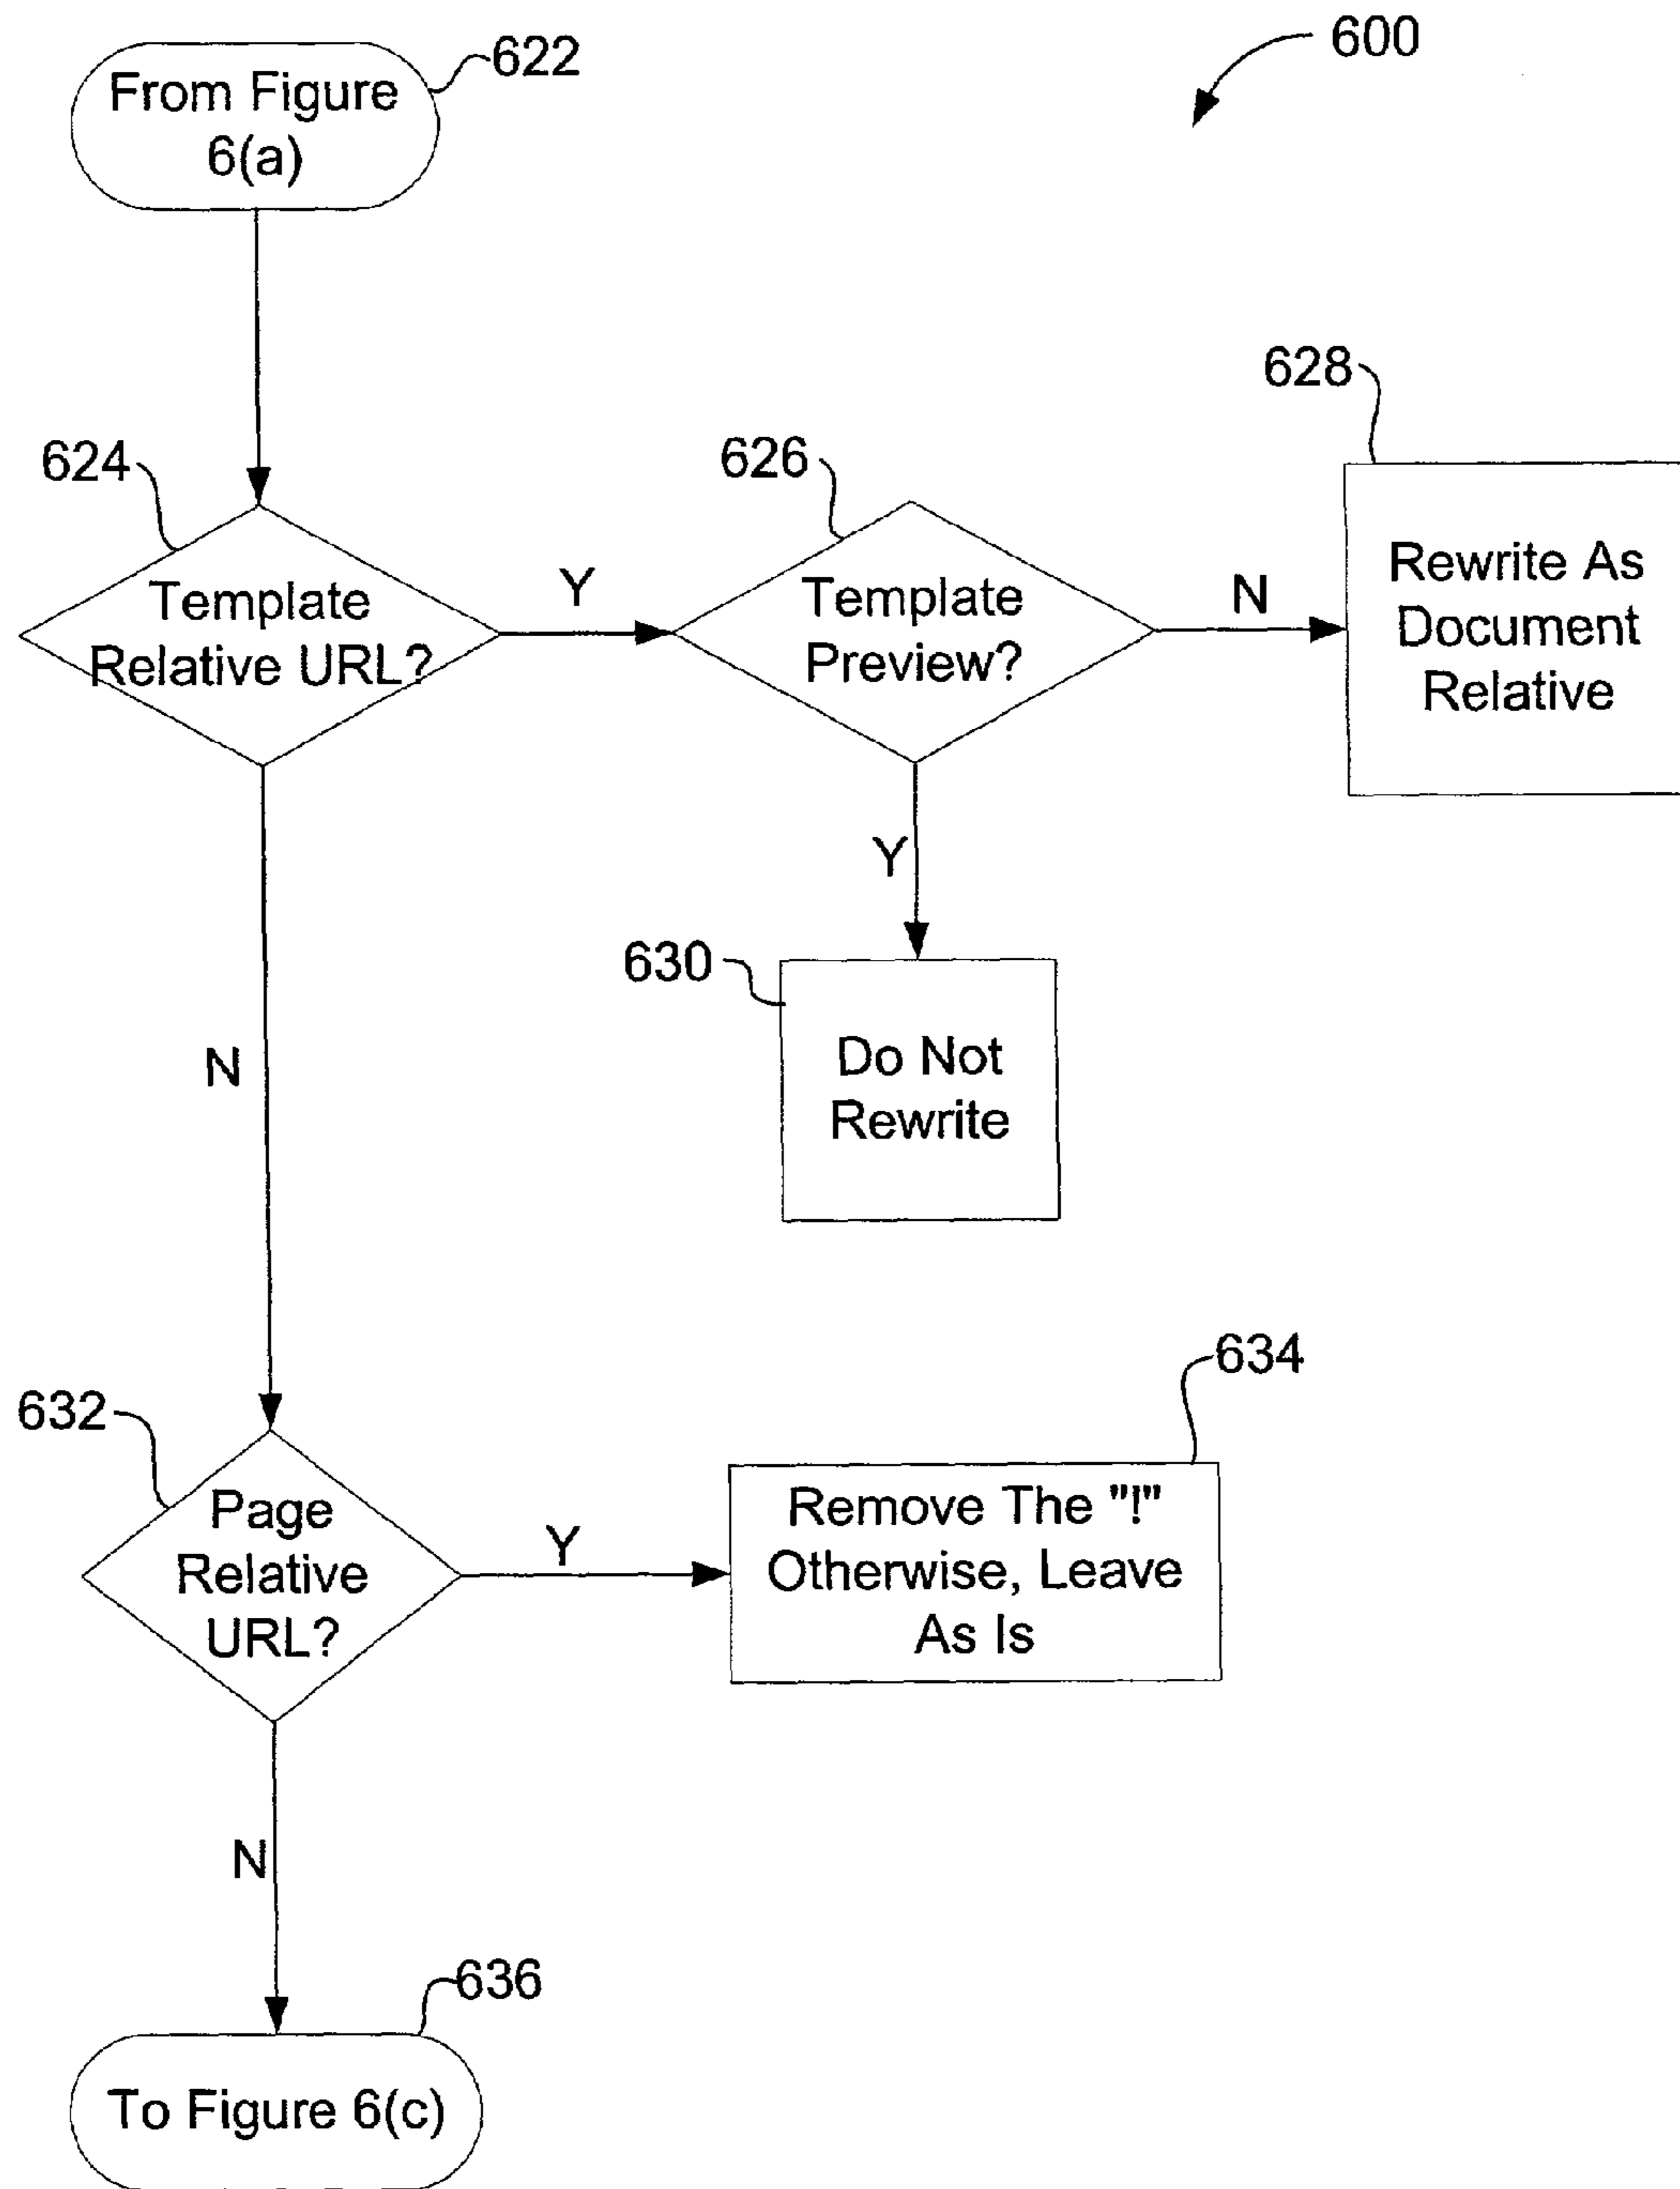 600
622
From Figure
6(a)
624
Template
Relative URL?
Y
626
Template
Preview?
N
628
Rewrite As
Document
Relative
Y
630
Do Not
Rewrite
N
632
Page
Relative
URL?
Y
634
Remove The "!"
Otherwise, Leave
As Is
N
636
To Figure 6(c)